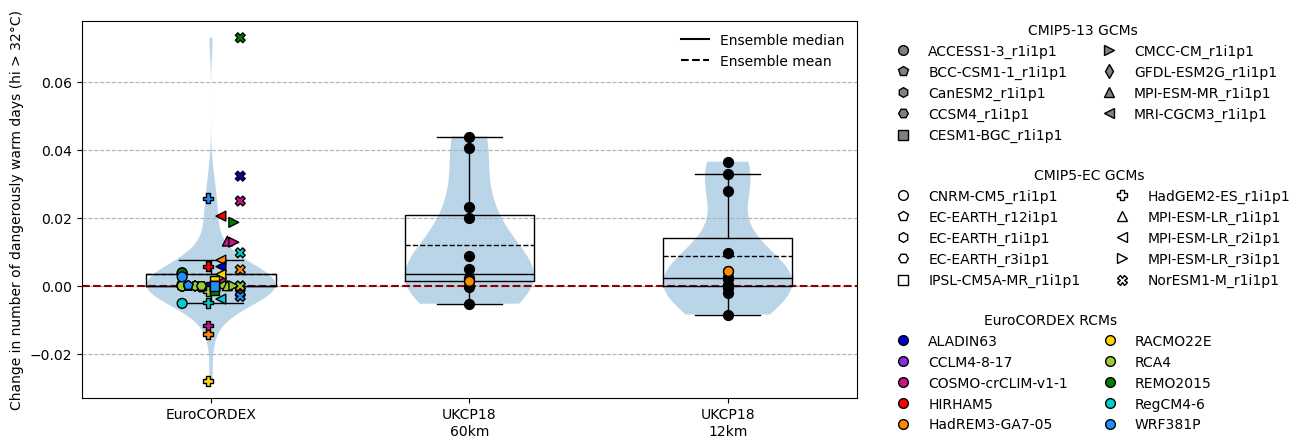 Change in number of dangerously warm days (hi > 32°C)
0.06
0.04
0.02
0.00
−0.02
EuroCORDEX
UKCP18
60km
UKCP18
12km
Ensemble median
Ensemble mean
CMIP5-13 GCMs
ACCESS1-3_r1i1p1
BCC-CSM1-1_r1i1p1
CanESM2_r1i1p1
CCSM4_r1i1p1
CESM1-BGC_r1i1p1
CMCC-CM_r1i1p1
GFDL-ESM2G_r1i1p1
MPI-ESM-MR_r1i1p1
MRI-CGCM3_r1i1p1
CMIP5-EC GCMs
CNRM-CM5_r1i1p1
EC-EARTH_r12i1p1
EC-EARTH_r1i1p1
EC-EARTH_r3i1p1
IPSL-CM5A-MR_r1i1p1
HadGEM2-ES_r1i1p1
MPI-ESM-LR_r1i1p1
MPI-ESM-LR_r2i1p1
MPI-ESM-LR_r3i1p1
NorESM1-M_r1i1p1
EuroCORDEX RCMs
ALADIN63
CCLM4-8-17
COSMO-crCLIM-v1-1
HIRHAM5
HadREM3-GA7-05
RACMO22E
RCA4
REMO2015
RegCM4-6
WRF381P